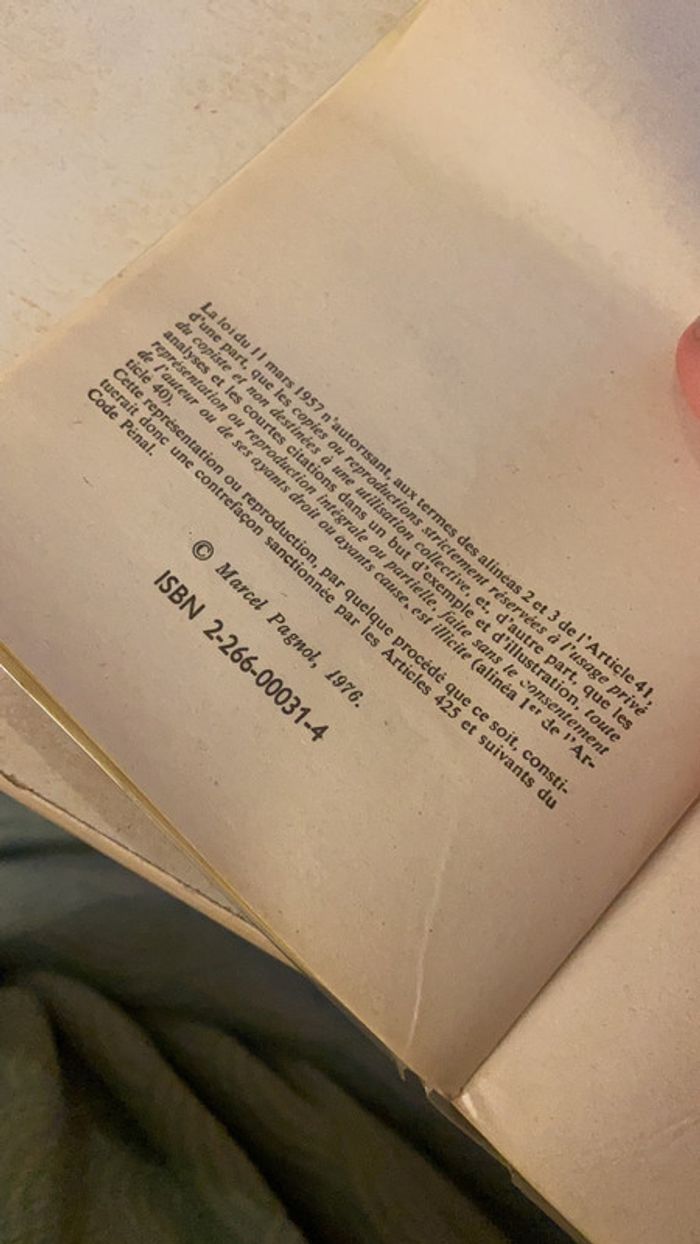 La loi du 11 mars 1957 n'autorisant, aux termes des alinéas 2 et 3 de l'Article 41,
d'une part, que les copies ou reproductions strictement réservées à l'usage privé
du copiste et non destinées à une utilisation collective, et, d'autre part, que les
analyses et les courtes citations dans un but d'exemple et d'illustration, toute
représentation ou reproduction intégrale ou partielle, faite sans le consentement
de l'auteur ou de ses ayants droit ou ayants cause, est illicite (alinéa 1er de l'Ar-
ticle 40).
Cette représentation ou reproduction, par quelque procédé que ce soit, consti-
tuerait donc une contrefaçon sanctionnée par les Articles 425 et suivants du
Code Pénal.
© Marcel Pagnol, 1976.
ISBN 2-266-00031-4